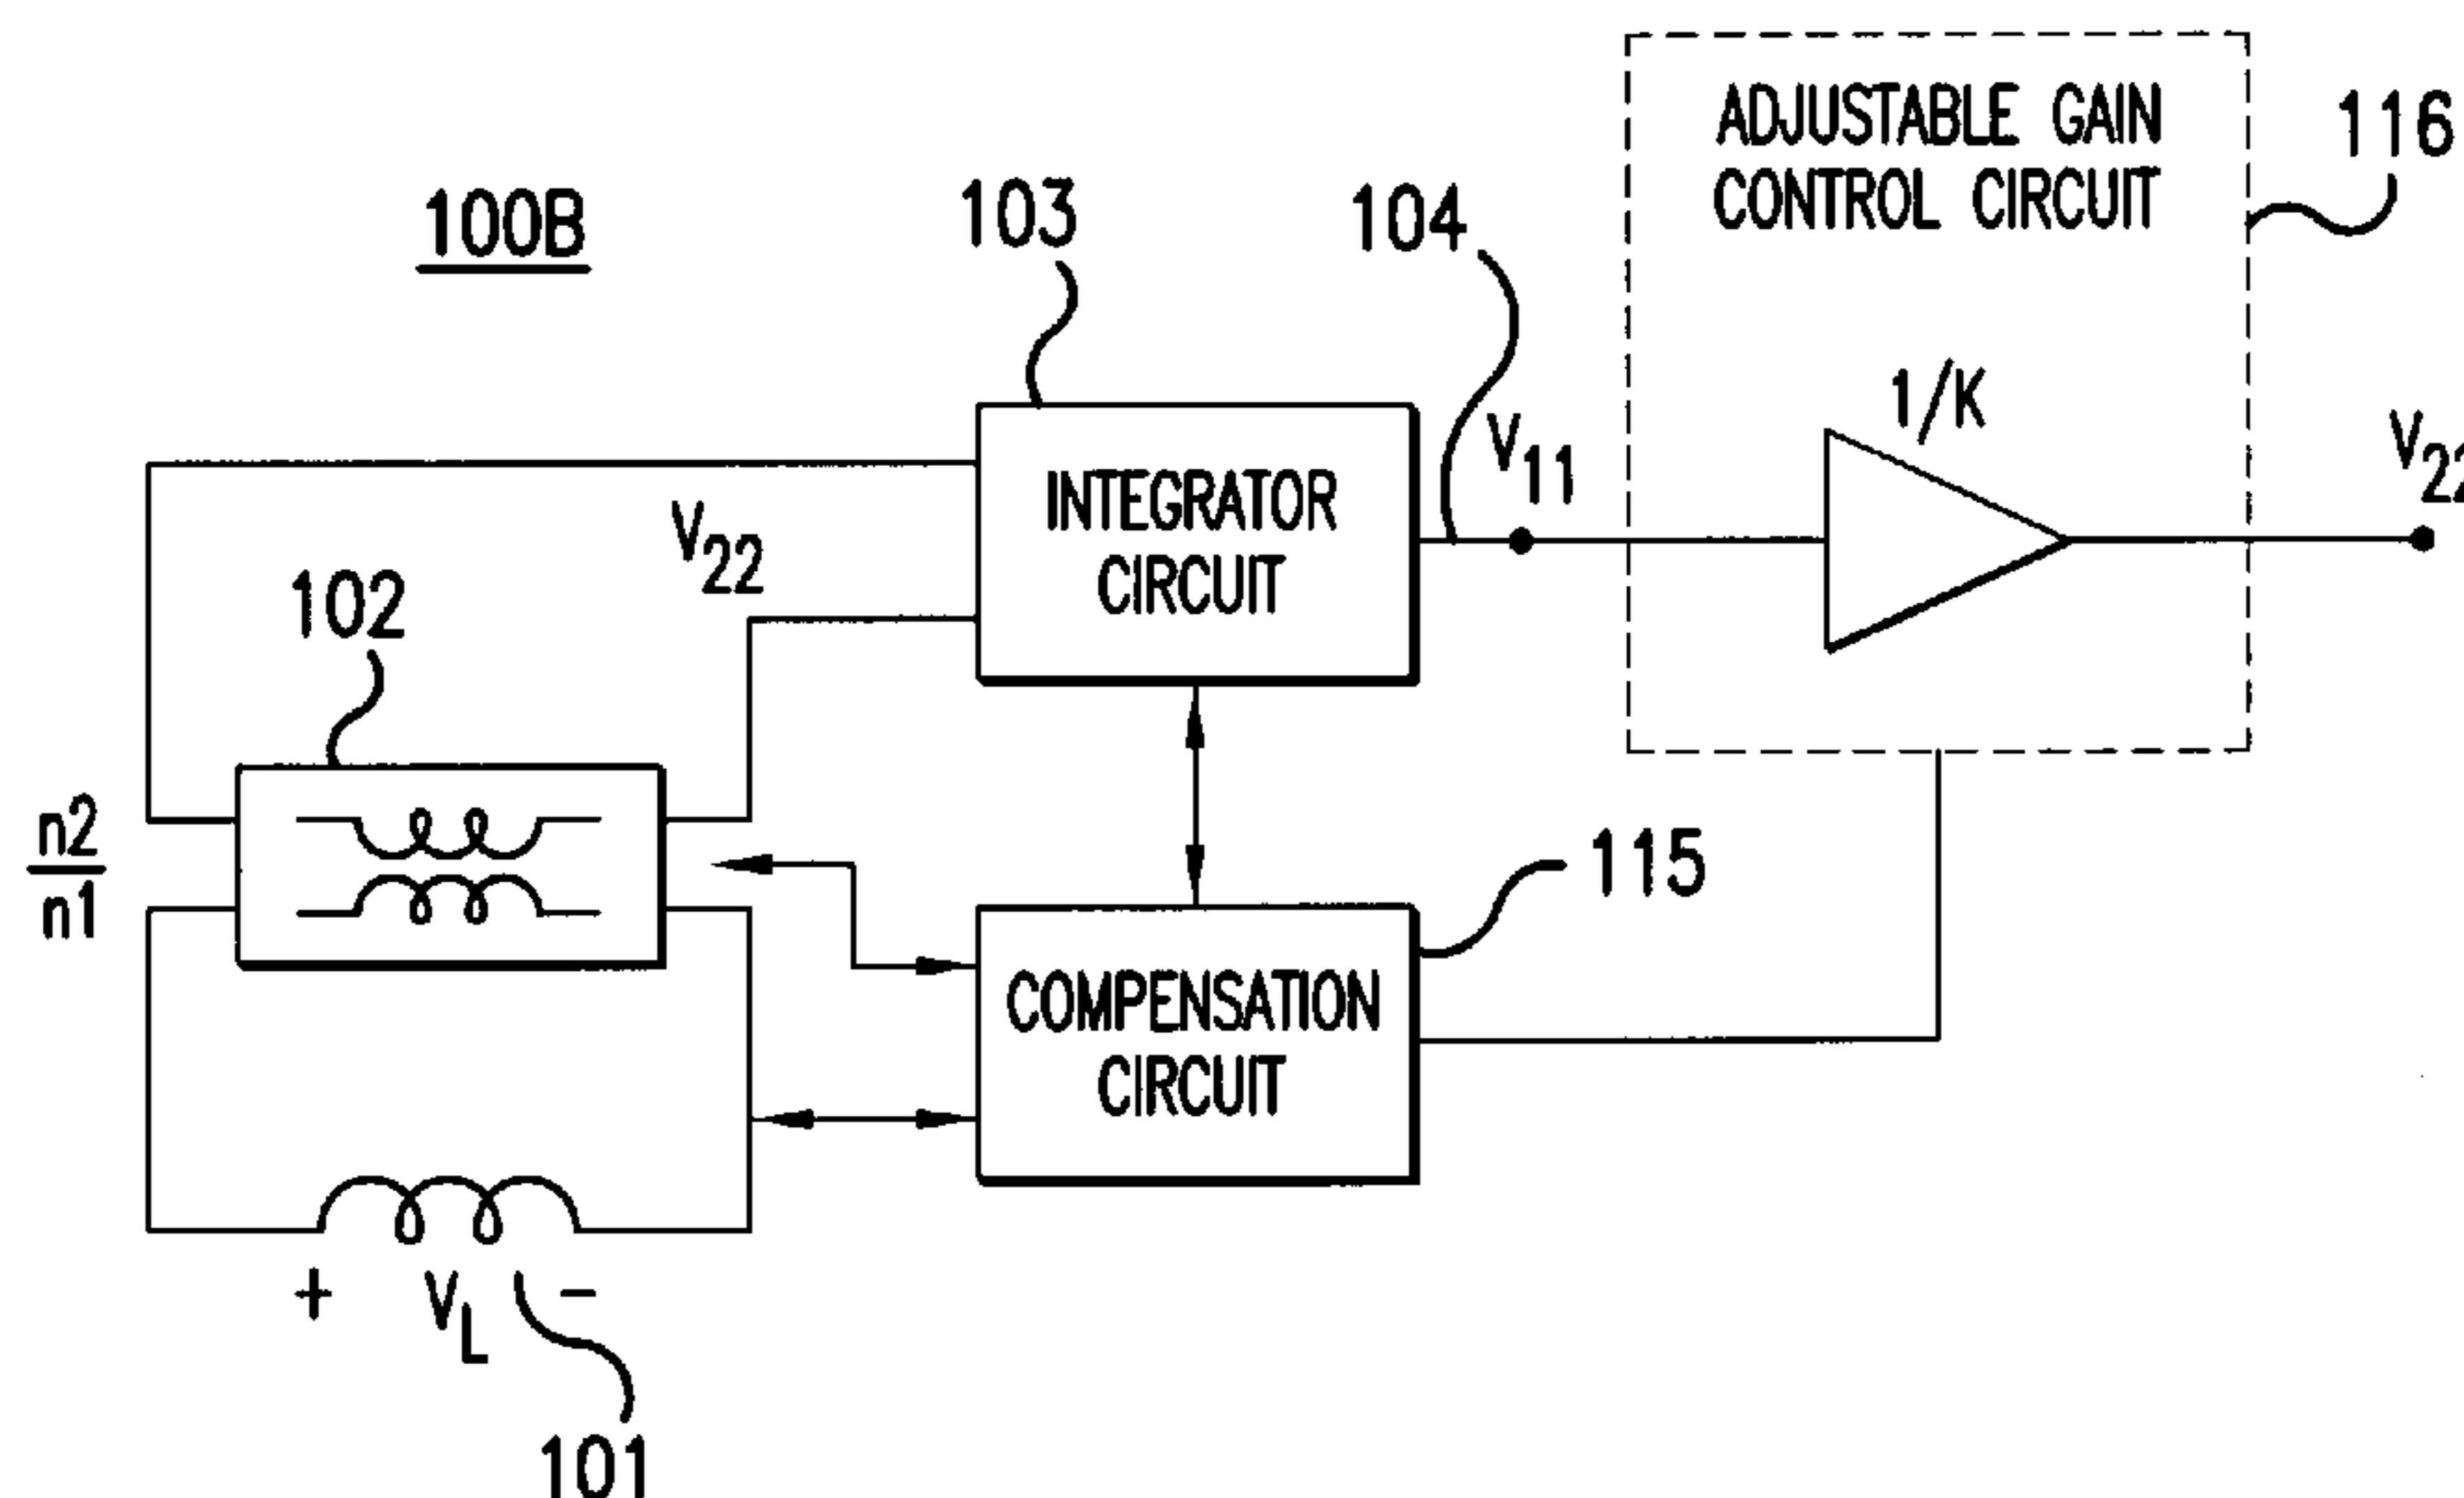 ADJUSTABLE GAIN
CONTROL CIRCUIT
116
100B
103
104
1/K
V11
V22
INTEGRATOR
CIRCUIT
V22
102
n2
n1
115
COMPENSATION
CIRCUIT
+ VL -
101